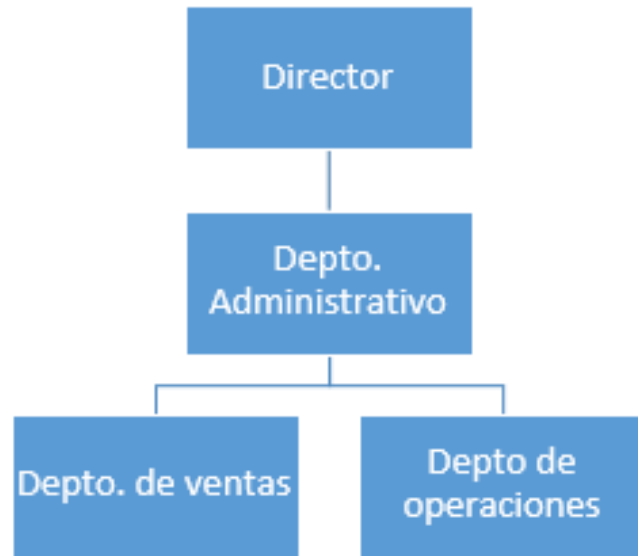 Director
Depto.
Administrativo
Depto. de ventas
Depto de
operaciones